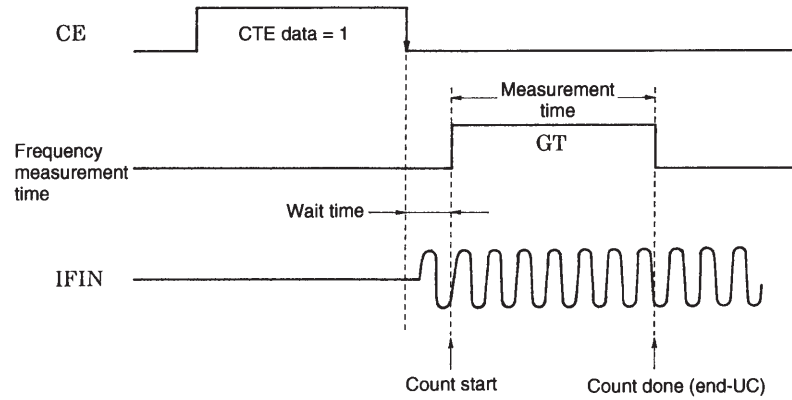 CE
CTE data = 1
Measurement
time
GT
Frequency
measurement
time
Wait time
IFIN
Count start
Count done (end-UC)